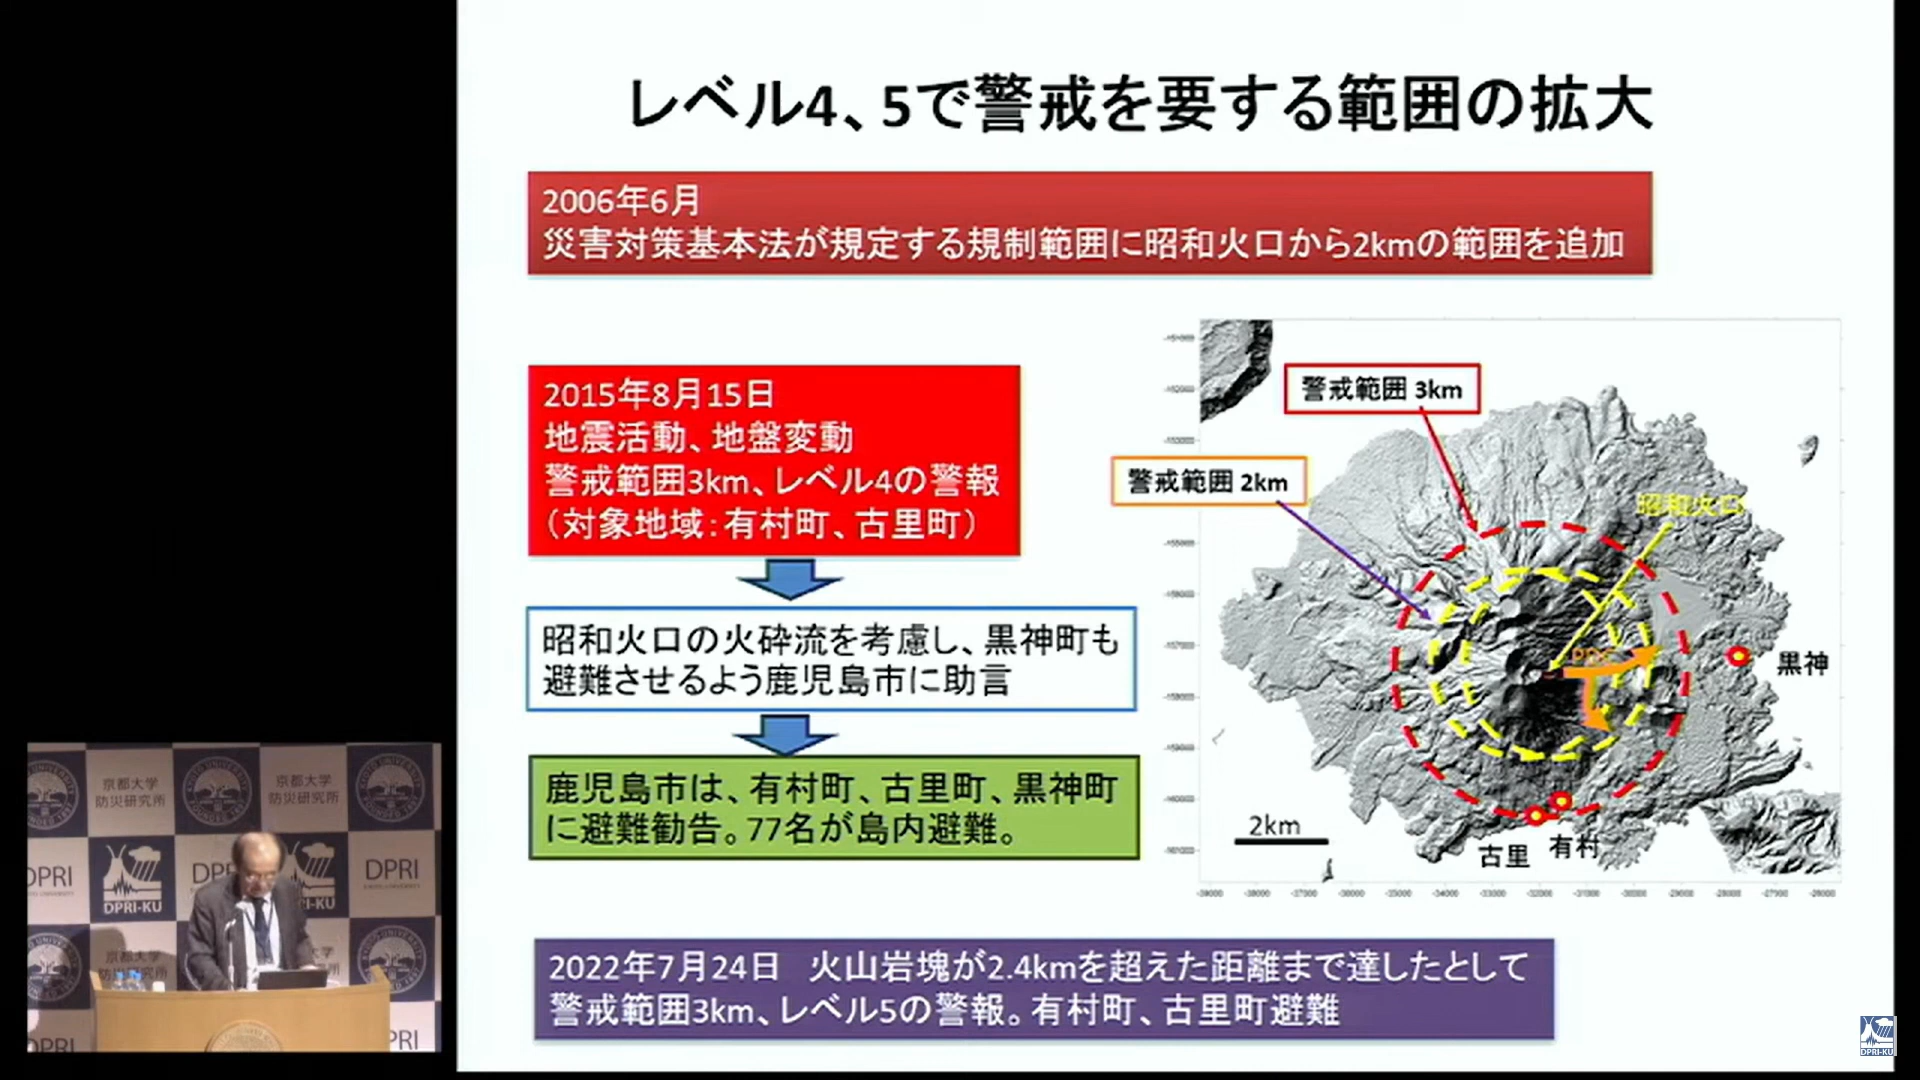 レベル4、5で警戒を要する範囲の拡大
2006年6月
災害対策基本法が規定する規制範囲に昭和火口から2kmの範囲を追加
2015年8月15日
地震活動、地盤変動
警戒範囲3km、レベル4の警報
（対象地域：有村町、古里町）
昭和火口の火砕流を考慮し、黒神町も
避難させるよう鹿児島市に助言
鹿児島市は、有村町、古里町、黒神町
に避難勧告。77名が島内避難。
警戒範囲 3km
警戒範囲 2km
昭和火口
黒神
有村
古里
2km
2022年7月24日　火山岩塊が2.4kmを超えた距離まで達したとして
警戒範囲3km、レベル5の警報。有村町、古里町避難
京都大学
防災研究所
京都大学
防災研究所
DPRI
DPRI
DPRI-KU
DPRI-KU